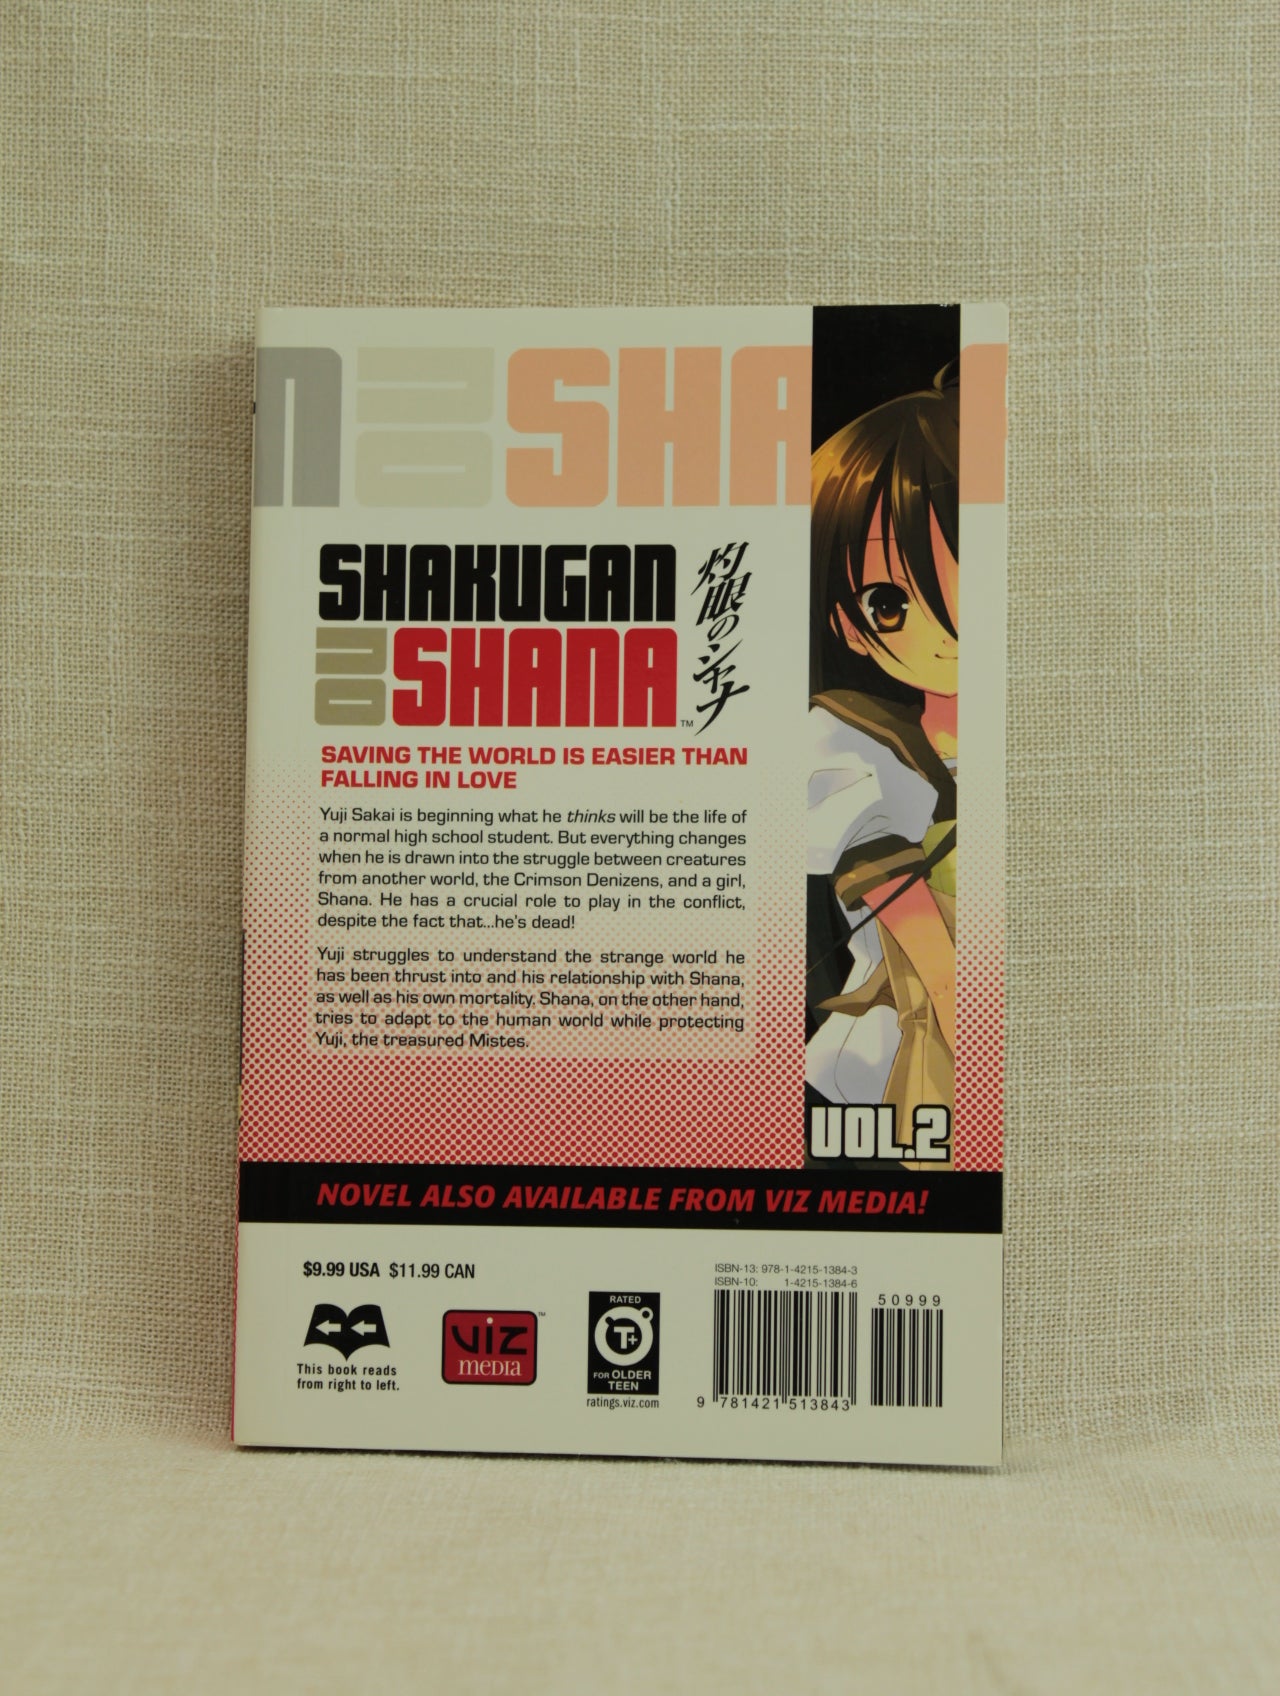 N NO SHA
SHAKUGAN
NO SHANA™
灼眼のシャナ
SAVING THE WORLD IS EASIER THAN
FALLING IN LOVE
Yuji Sakai is beginning what he thinks will be the life of
a normal high school student. But everything changes
when he is drawn into the struggle between creatures
from another world, the Crimson Denizens, and a girl,
Shana. He has a crucial role to play in the conflict,
despite the fact that...he's dead!
Yuji struggles to understand the strange world he
has been thrust into and his relationship with Shana,
as well as his own mortality. Shana, on the other hand,
tries to adapt to the human world while protecting
Yuji, the treasured Mistes.
VOL.2
NOVEL ALSO AVAILABLE FROM VIZ MEDIA!
$9.99 USA $11.99 CAN
This book reads
from right to left.
VIZ
MEDIA
™
RATED
T+
FOR OLDER
TEEN
ratings.viz.com
ISBN-13: 978-1-4215-1384-3
ISBN-10: 1-4215-1384-6
50999
9 781421 513843